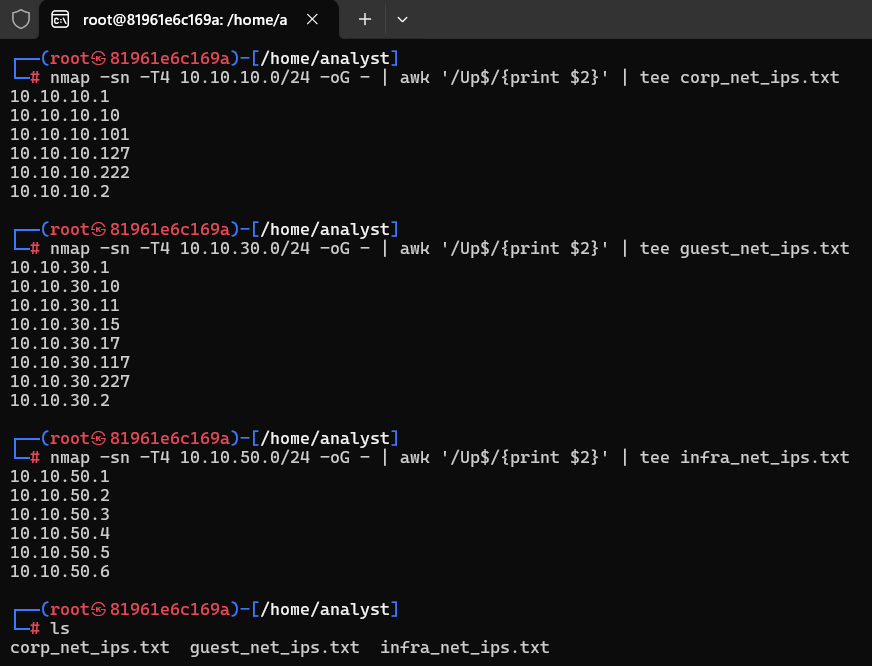 root@81961e6c169a: /home/a
┌──(root㉿81961e6c169a)-[/home/analyst]
└─# nmap -sn -T4 10.10.10.0/24 -oG - | awk '/Up$/{print $2}' | tee corp_net_ips.txt
10.10.10.1
10.10.10.10
10.10.10.101
10.10.10.127
10.10.10.222
10.10.10.2
┌──(root㉿81961e6c169a)-[/home/analyst]
└─# nmap -sn -T4 10.10.30.0/24 -oG - | awk '/Up$/{print $2}' | tee guest_net_ips.txt
10.10.30.1
10.10.30.10
10.10.30.11
10.10.30.15
10.10.30.17
10.10.30.117
10.10.30.227
10.10.30.2
┌──(root㉿81961e6c169a)-[/home/analyst]
└─# nmap -sn -T4 10.10.50.0/24 -oG - | awk '/Up$/{print $2}' | tee infra_net_ips.txt
10.10.50.1
10.10.50.2
10.10.50.3
10.10.50.4
10.10.50.5
10.10.50.6
┌──(root㉿81961e6c169a)-[/home/analyst]
└─# ls
corp_net_ips.txt  guest_net_ips.txt  infra_net_ips.txt